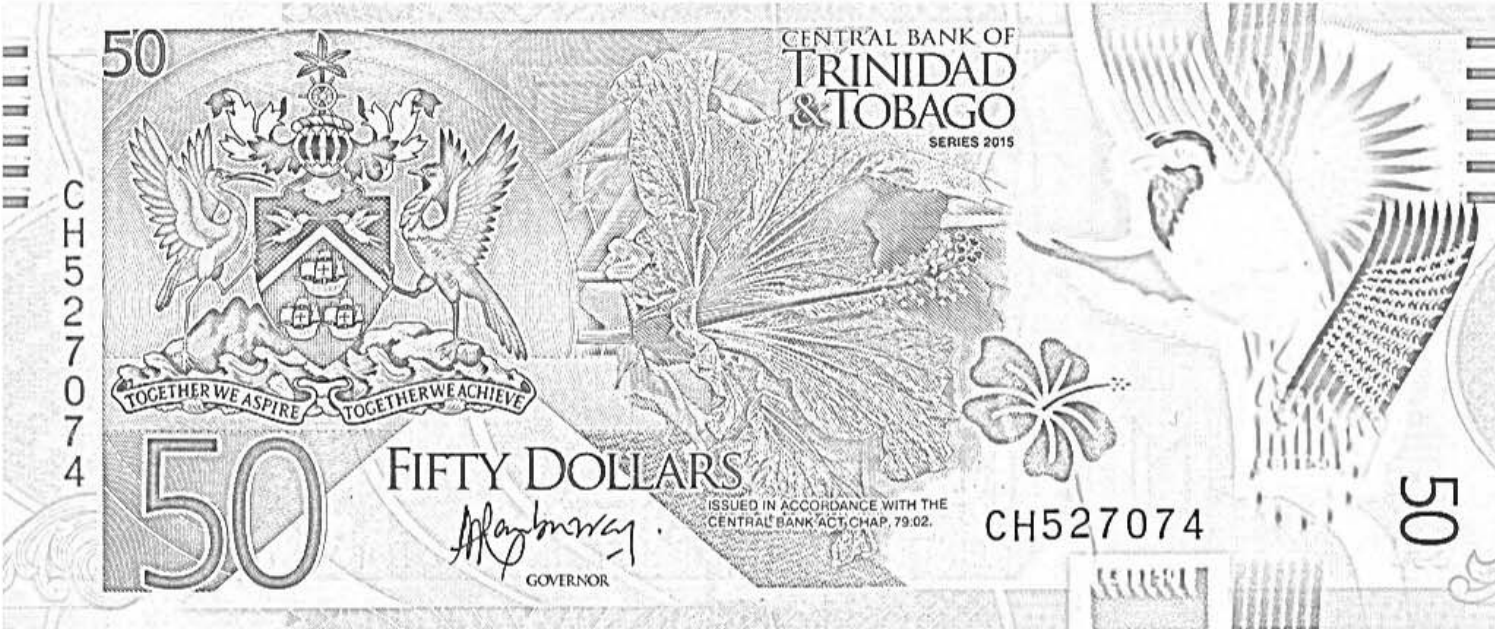 50
CENTRAL BANK OF
TRINIDAD
& TOBAGO
SERIES 2015
CH527074
TOGETHER WE ASPIRE TOGETHER WE ACHIEVE
50
FIFTY DOLLARS
ISSUED IN ACCORDANCE WITH THE
CENTRAL BANK ACT, CHAP. 79:02.
GOVERNOR
CH527074
50